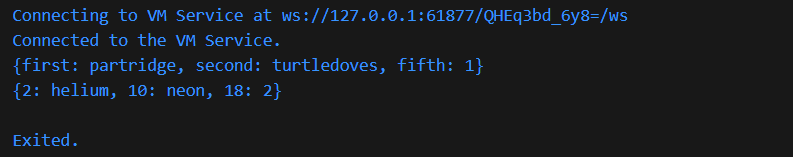 Connecting to VM Service at ws://127.0.0.1:61877/QHEq3bd_6y8=/ws
Connected to the VM Service.
{first: partridge, second: turtledoves, fifth: 1}
{2: helium, 10: neon, 18: 2}
Exited.